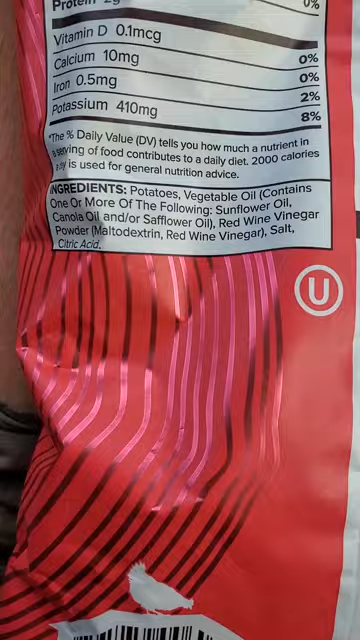 Protein 2g 0%
Vitamin D 0.1mcg 0%
Calcium 10mg 0%
Iron 0.5mg 2%
Potassium 410mg 8%
*The % Daily Value (DV) tells you how much a nutrient in
a serving of food contributes to a daily diet. 2000 calories
a day is used for general nutrition advice.
INGREDIENTS: Potatoes, Vegetable Oil (Contains
One Or More Of The Following: Sunflower Oil,
Canola Oil and/or Safflower Oil), Red Wine Vinegar
Powder (Maltodextrin, Red Wine Vinegar), Salt,
Citric Acid.
U